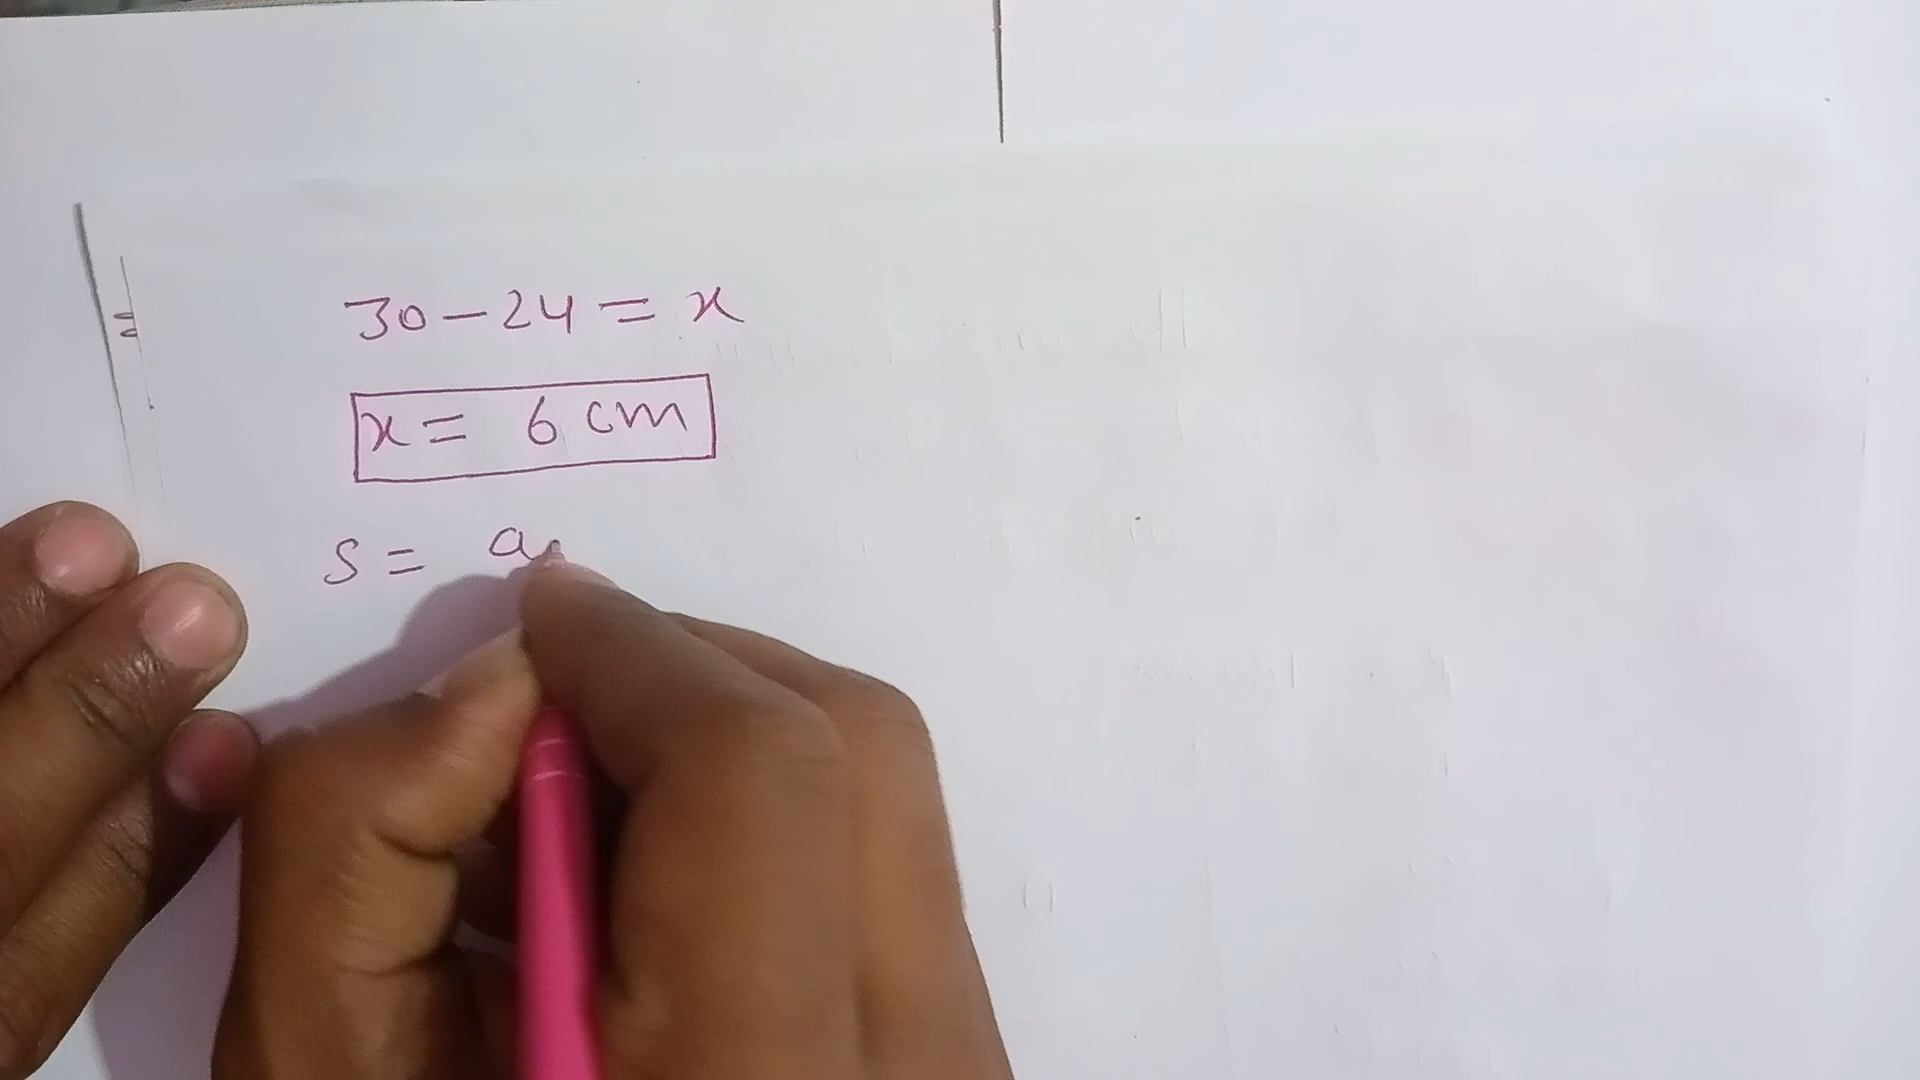 30 - 24 = x
x = 6 cm
s = a